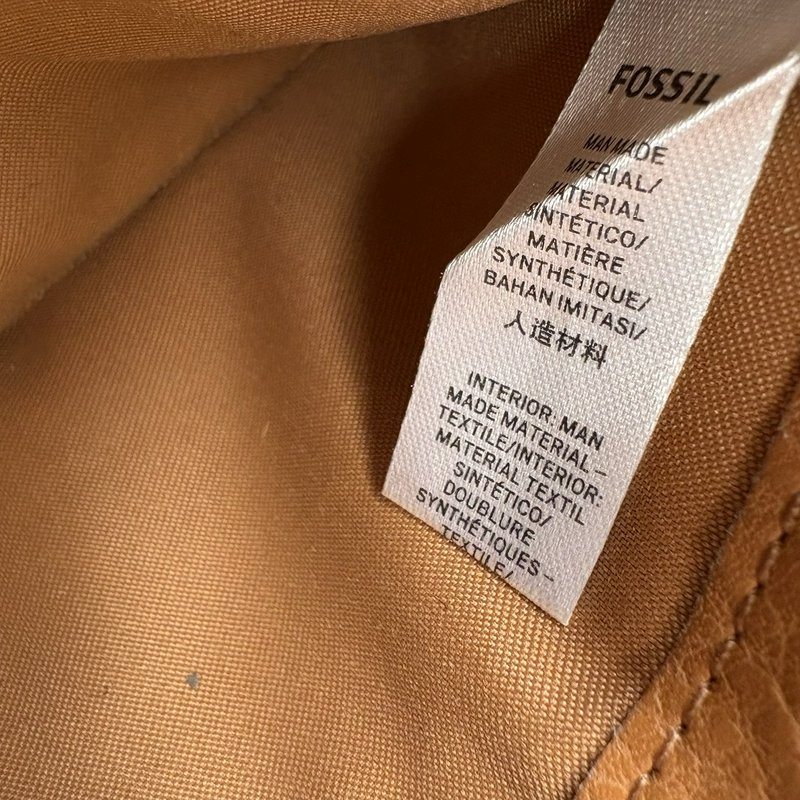 FOSSIL
MAN MADE
MATERIAL/
MATERIAL
SINTÉTICO/
MATIÈRE
SYNTHÉTIQUE/
BAHAN IMITASI/
人造材料
INTERIOR: MAN
MADE MATERIAL-
TEXTILE/INTERIOR:
MATERIAL TEXTIL
SINTÉTICO/
DOUBLURE
SYNTHÉTIQUES-
TEXTILE/